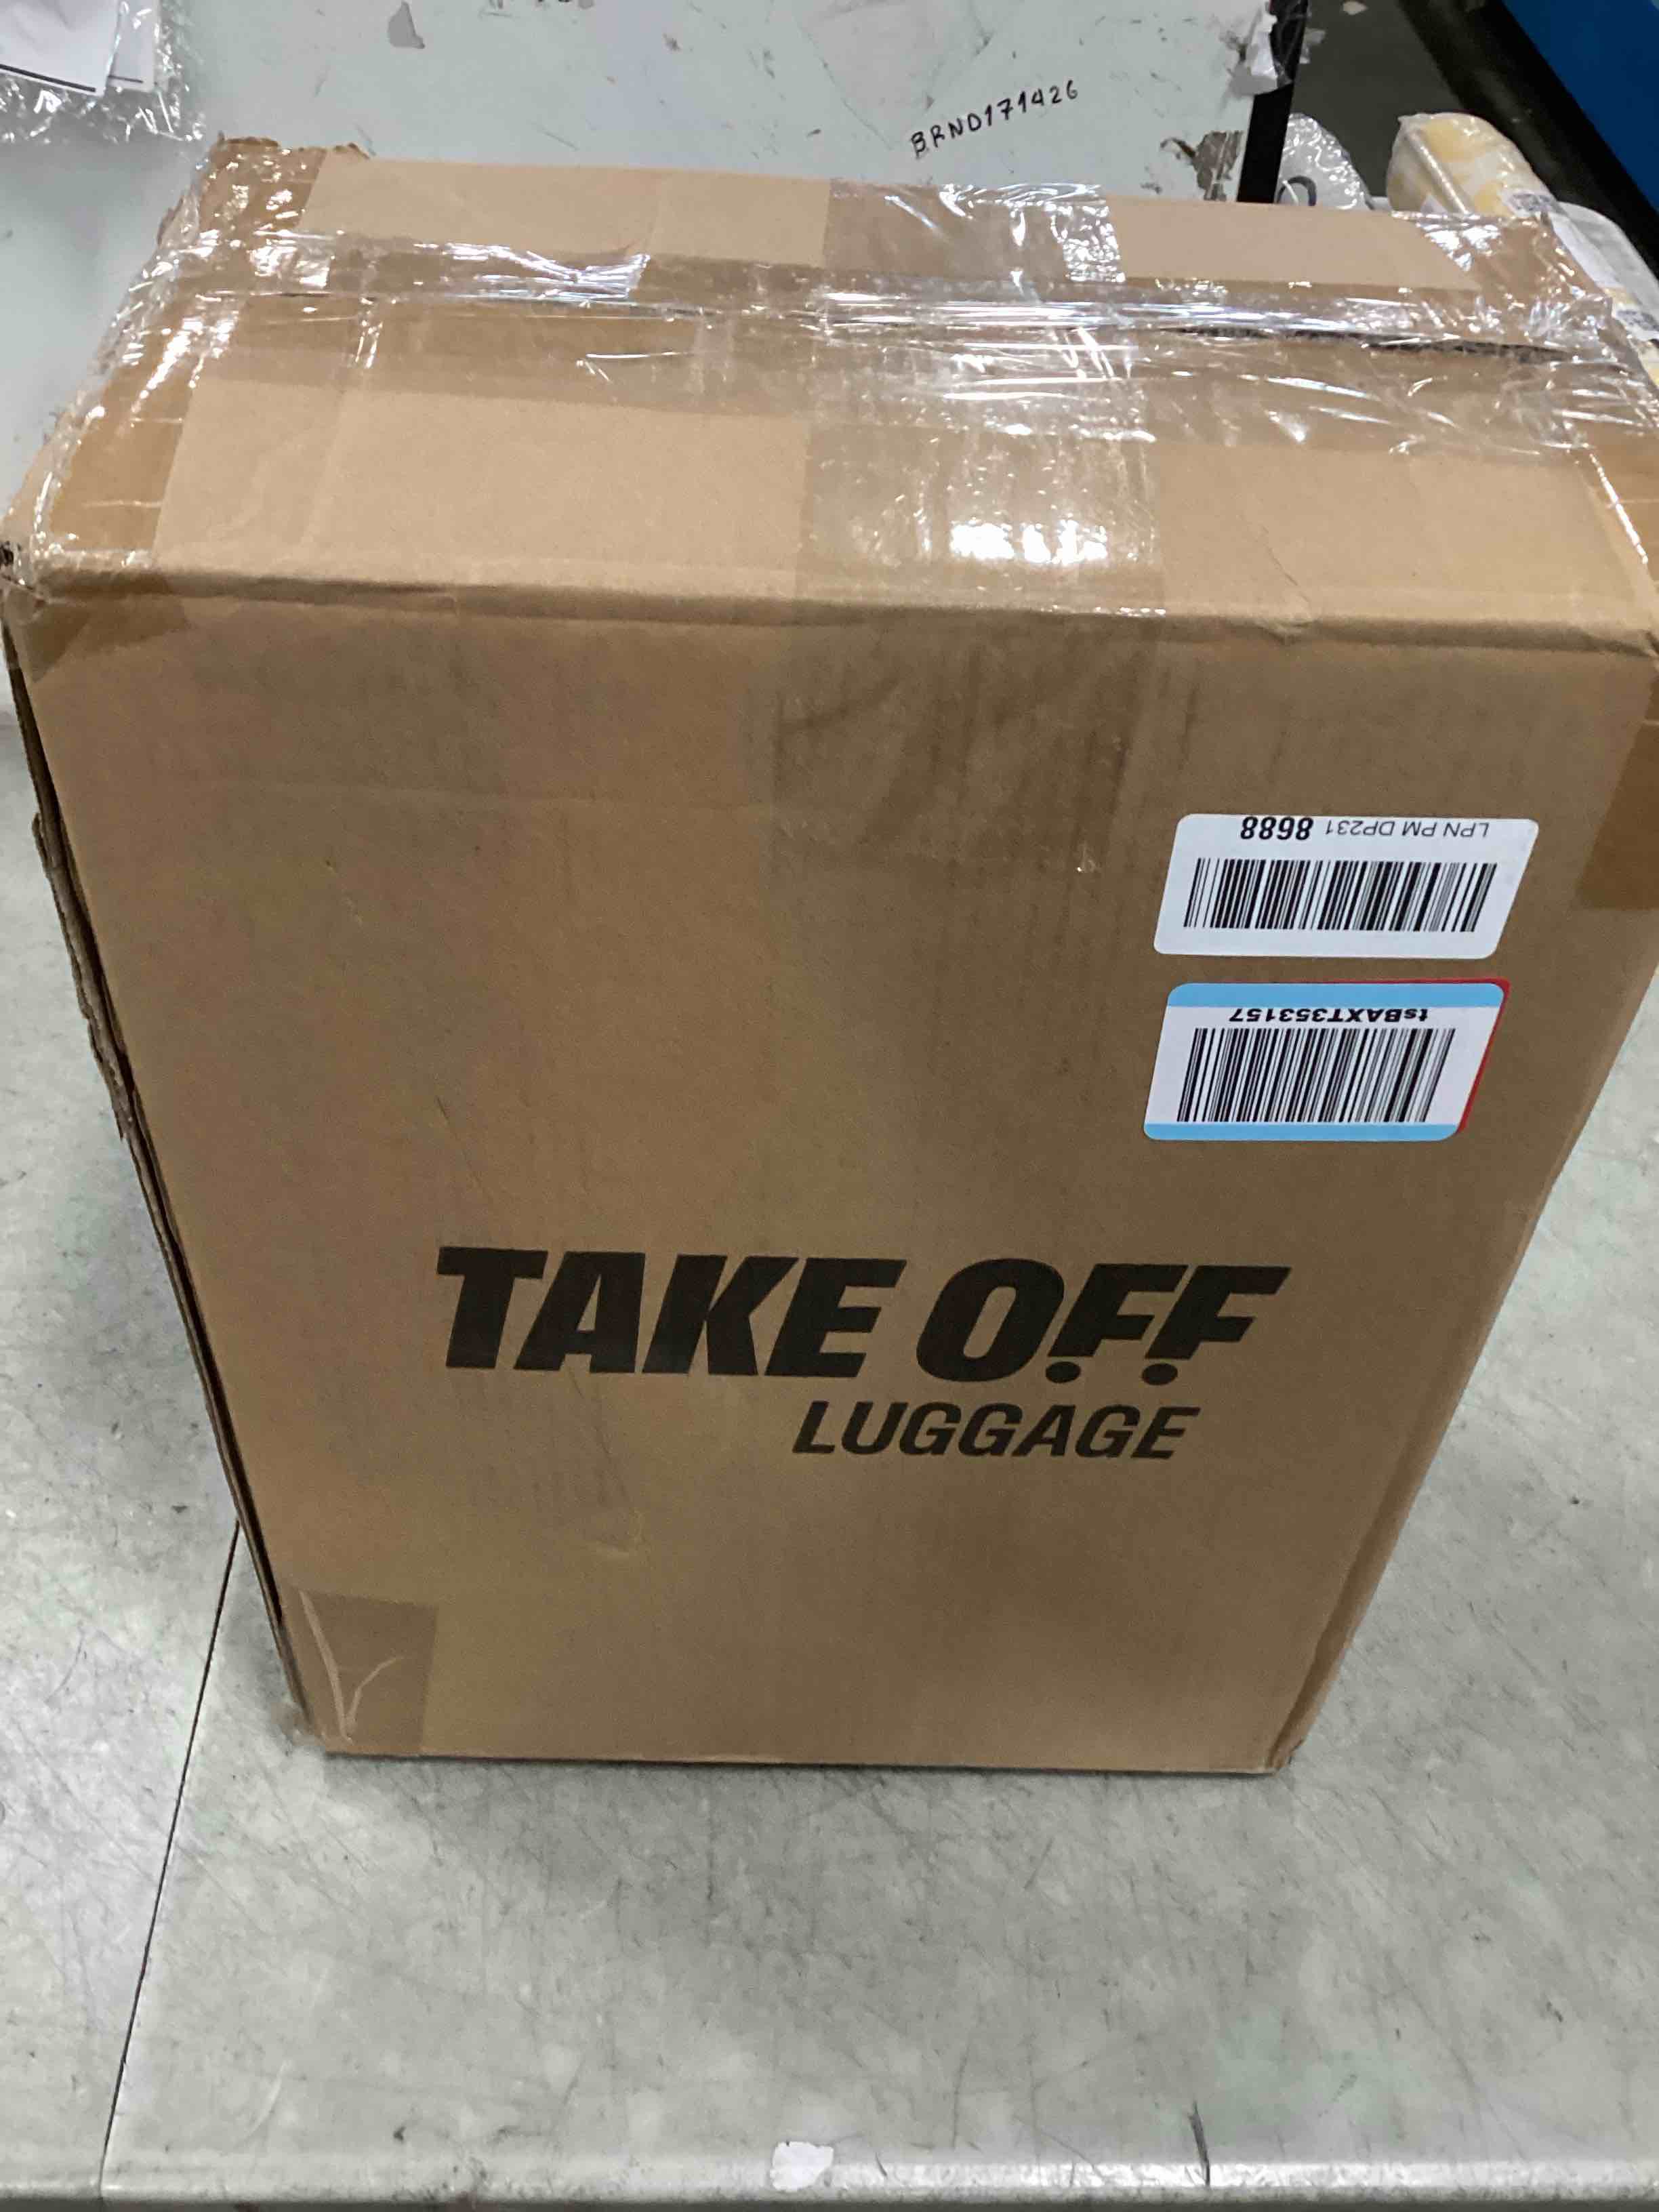 BRND171426
LPN PM DP231 8688
tsBAXT353157
TAKE OFF
LUGGAGE